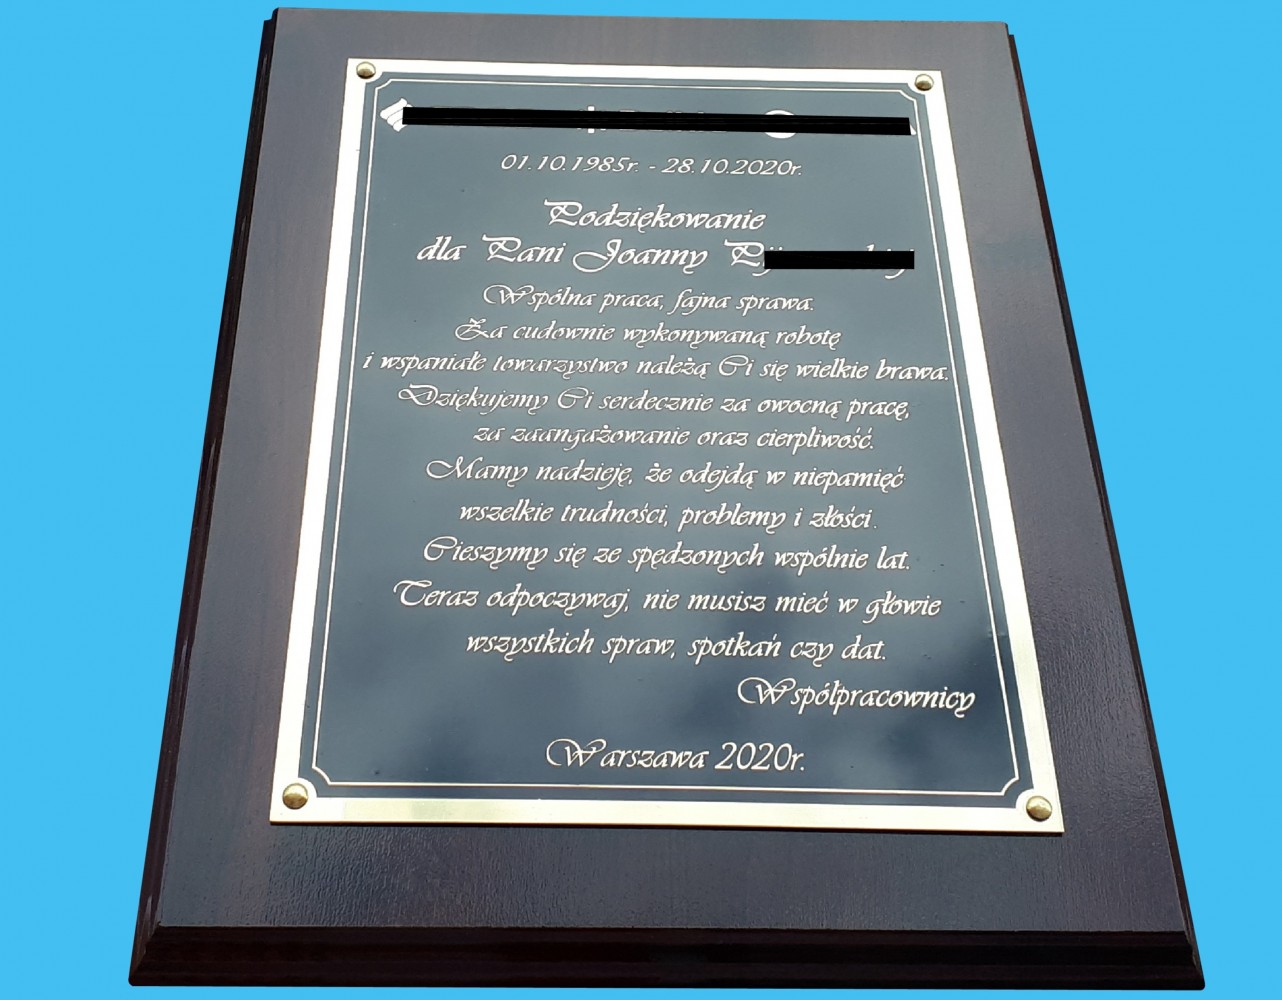 01.10.1985r. - 28.10.2020r.
Podziękowanie
dla Pani Joanny
Wspólna praca, fajna sprawa.
Za cudownie wykonywaną robotę
i wspaniałe towarzystwo należą Ci się wielkie brawa.
Dziękujemy Ci serdecznie za owocną pracę,
za zaangażowanie oraz cierpliwość.
Mamy nadzieję, że odejdą w niepamięć
wszelkie trudności, problemy i złości.
Cieszymy się ze spędzonych wspólnie lat.
Teraz odpoczywaj, nie musisz mieć w głowie
wszystkich spraw, spotkań czy dat.
Współpracownicy
Warszawa 2020r.